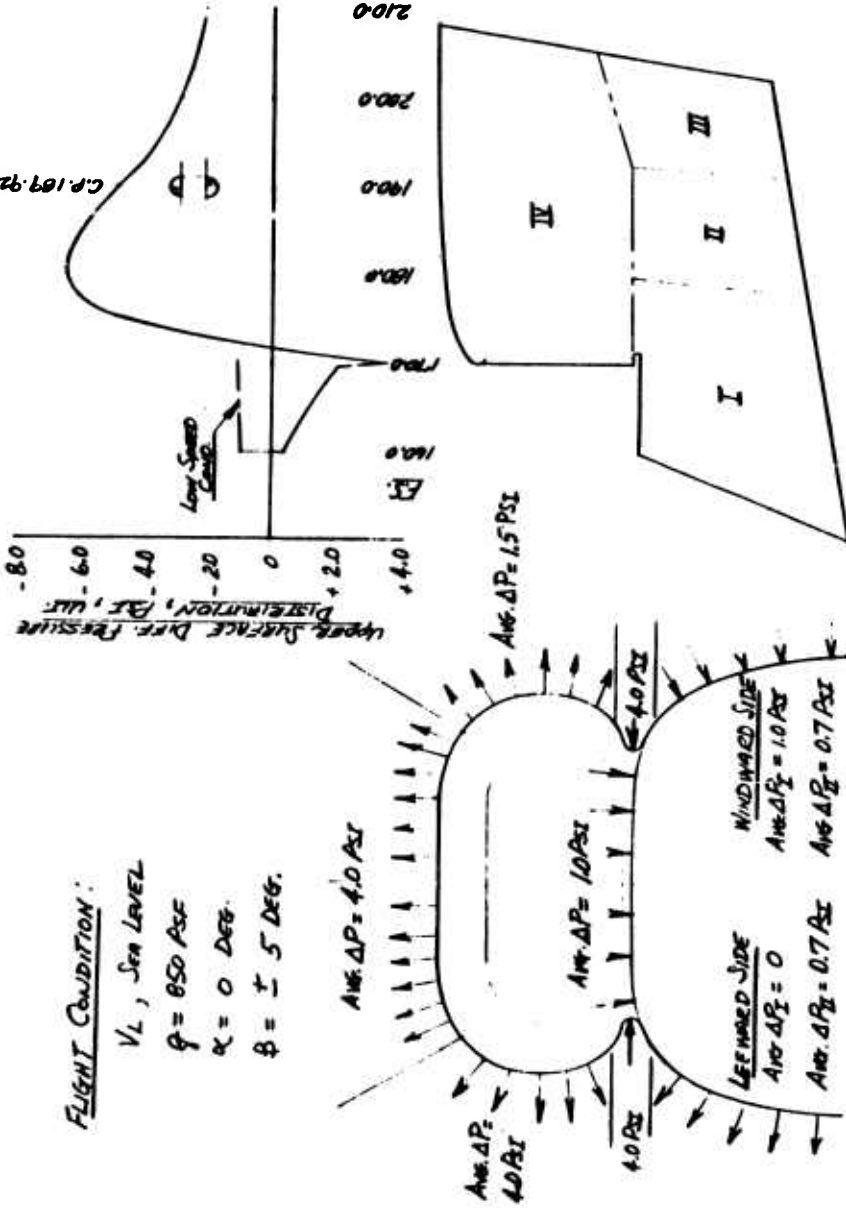 FLIGHT CONDITION:
VL, SEA LEVEL
q = 850 PSF
α = 0 DEG.
β = ± 5 DEG.
UPPER SURFACE DIFF. PRESSURE
DISTRIBUTION, PSI, ULT.
-8.0
-6.0
-4.0
-2.0
0
+2.0
+4.0
LOW SPEED
COND.
C.P. 189.92
F.S.
160.0
170.0
180.0
190.0
200.0
210.0
I
II
III
IV
AVG. ΔP = 4.0 PSI
AVG. ΔP = 1.5 PSI
AVG. ΔP =
4.0 PSI
AVG. ΔP = 1.0 PSI
4.0 PSI
4.0 PSI
LEEWARD SIDE
AVG ΔPI = 0
AVG. ΔPII = 0.7 PSI
WINDWARD SIDE
AVG ΔPI = 1.0 PSI
AVG ΔPII = 0.7 PSI